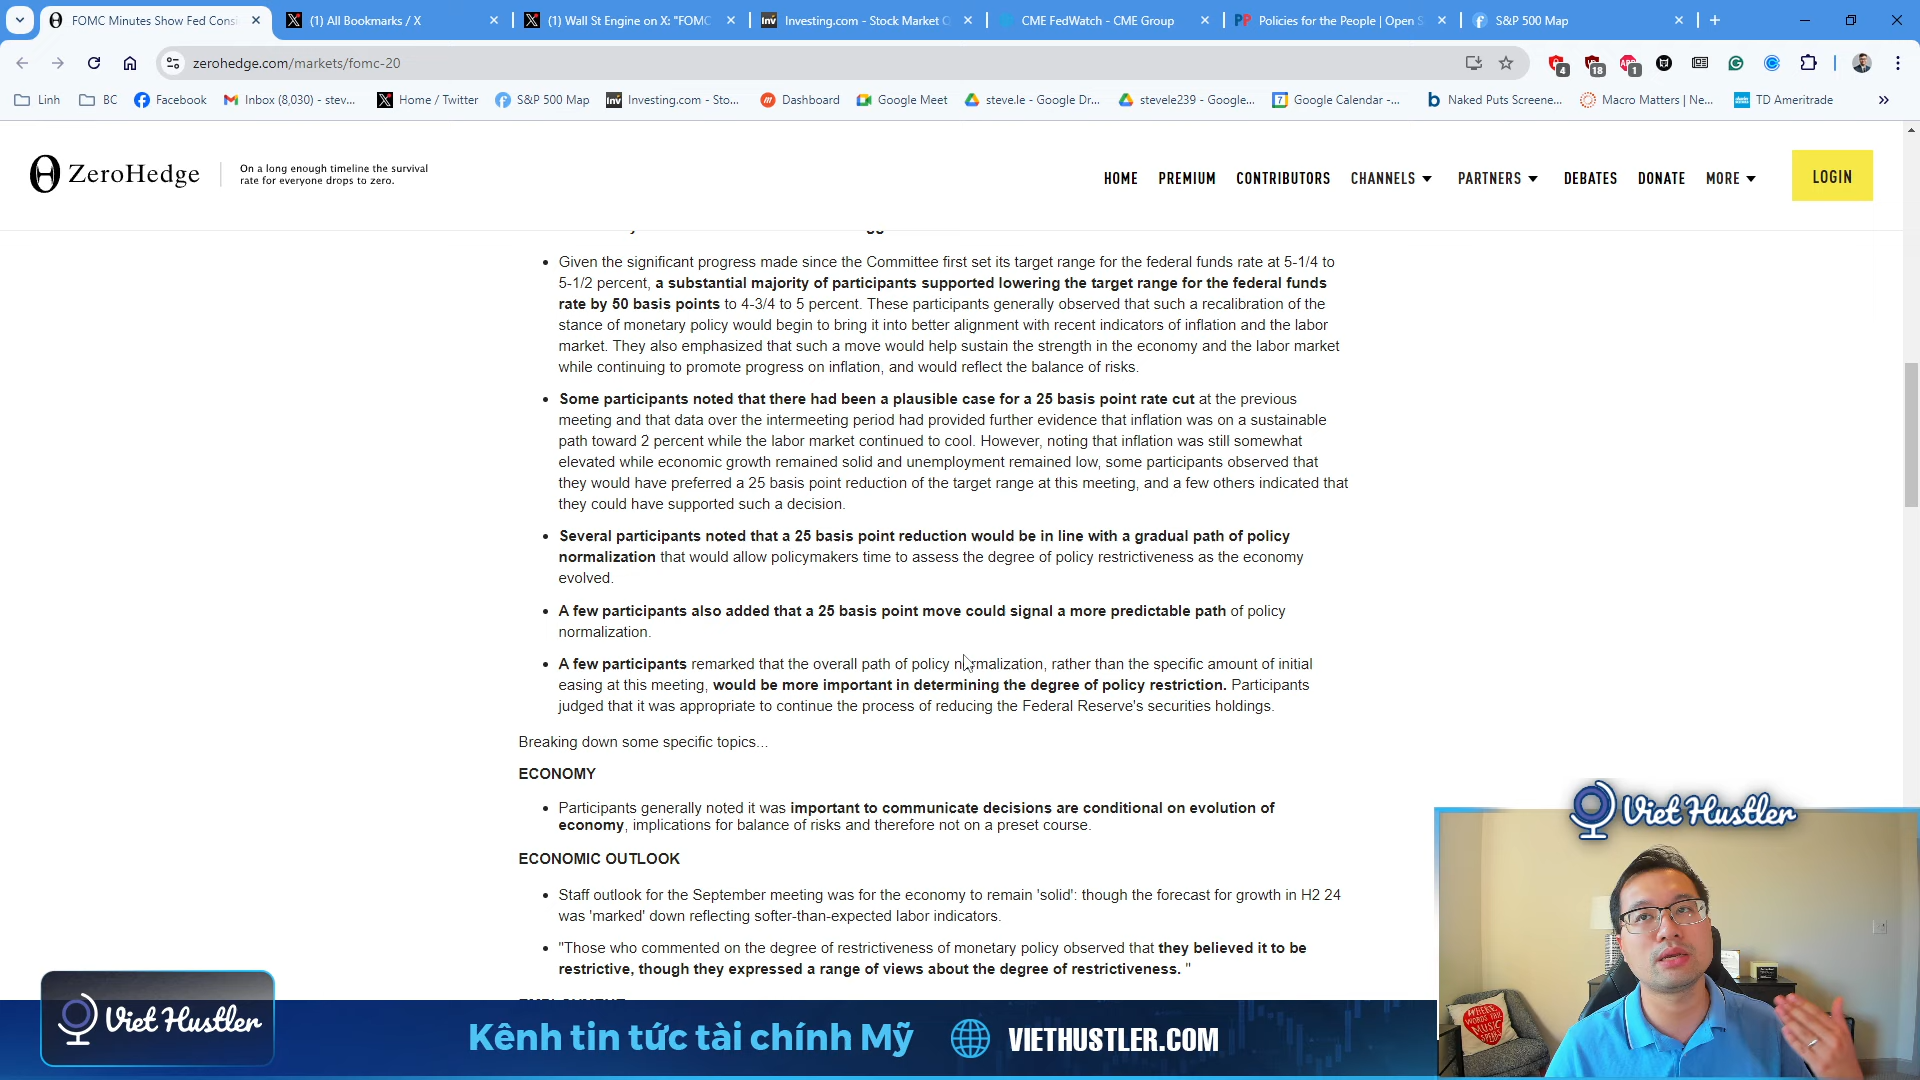 FOMC Minutes Show Fed Cons
(1) All Bookmarks / X
(1) Wall St Engine on X: "FOMC
Investing.com - Stock Market Q
CME FedWatch - CME Group
Policies for the People | Open S
S&P 500 Map
zerohedge.com/markets/fomc-20
4
18
1
Linh
BC
Facebook
Inbox (8,030) - stev...
Home / Twitter
S&P 500 Map
Investing.com - Sto...
Dashboard
Google Meet
steve.le - Google Dr...
stevele239 - Google...
Google Calendar -...
Naked Puts Screene...
Macro Matters | Ne...
TD Ameritrade
ZeroHedge
On a long enough timeline the survival
rate for everyone drops to zero.
HOME PREMIUM CONTRIBUTORS CHANNELS PARTNERS DEBATES DONATE MORE
LOGIN
Given the significant progress made since the Committee first set its target range for the federal funds rate at 5-1/4 to
5-1/2 percent, a substantial majority of participants supported lowering the target range for the federal funds
rate by 50 basis points to 4-3/4 to 5 percent. These participants generally observed that such a recalibration of the
stance of monetary policy would begin to bring it into better alignment with recent indicators of inflation and the labor
market. They also emphasized that such a move would help sustain the strength in the economy and the labor market
while continuing to promote progress on inflation, and would reflect the balance of risks.
Some participants noted that there had been a plausible case for a 25 basis point rate cut at the previous
meeting and that data over the intermeeting period had provided further evidence that inflation was on a sustainable
path toward 2 percent while the labor market continued to cool. However, noting that inflation was still somewhat
elevated while economic growth remained solid and unemployment remained low, some participants observed that
they would have preferred a 25 basis point reduction of the target range at this meeting, and a few others indicated that
they could have supported such a decision.
Several participants noted that a 25 basis point reduction would be in line with a gradual path of policy
normalization that would allow policymakers time to assess the degree of policy restrictiveness as the economy
evolved.
A few participants also added that a 25 basis point move could signal a more predictable path of policy
normalization.
A few participants remarked that the overall path of policy normalization, rather than the specific amount of initial
easing at this meeting, would be more important in determining the degree of policy restriction. Participants
judged that it was appropriate to continue the process of reducing the Federal Reserve's securities holdings.
Breaking down some specific topics...
ECONOMY
Participants generally noted it was important to communicate decisions are conditional on evolution of
economy, implications for balance of risks and therefore not on a preset course.
ECONOMIC OUTLOOK
Staff outlook for the September meeting was for the economy to remain 'solid': though the forecast for growth in H2 24
was 'marked' down reflecting softer-than-expected labor indicators.
"Those who commented on the degree of restrictiveness of monetary policy observed that they believed it to be
restrictive, though they expressed a range of views about the degree of restrictiveness. "
Viet Hustler
WHERE
WORDS FAIL
MUSIC
SPEAKS
Viet Hustler
Kênh tin tức tài chính Mỹ
VIETHUSTLER.COM